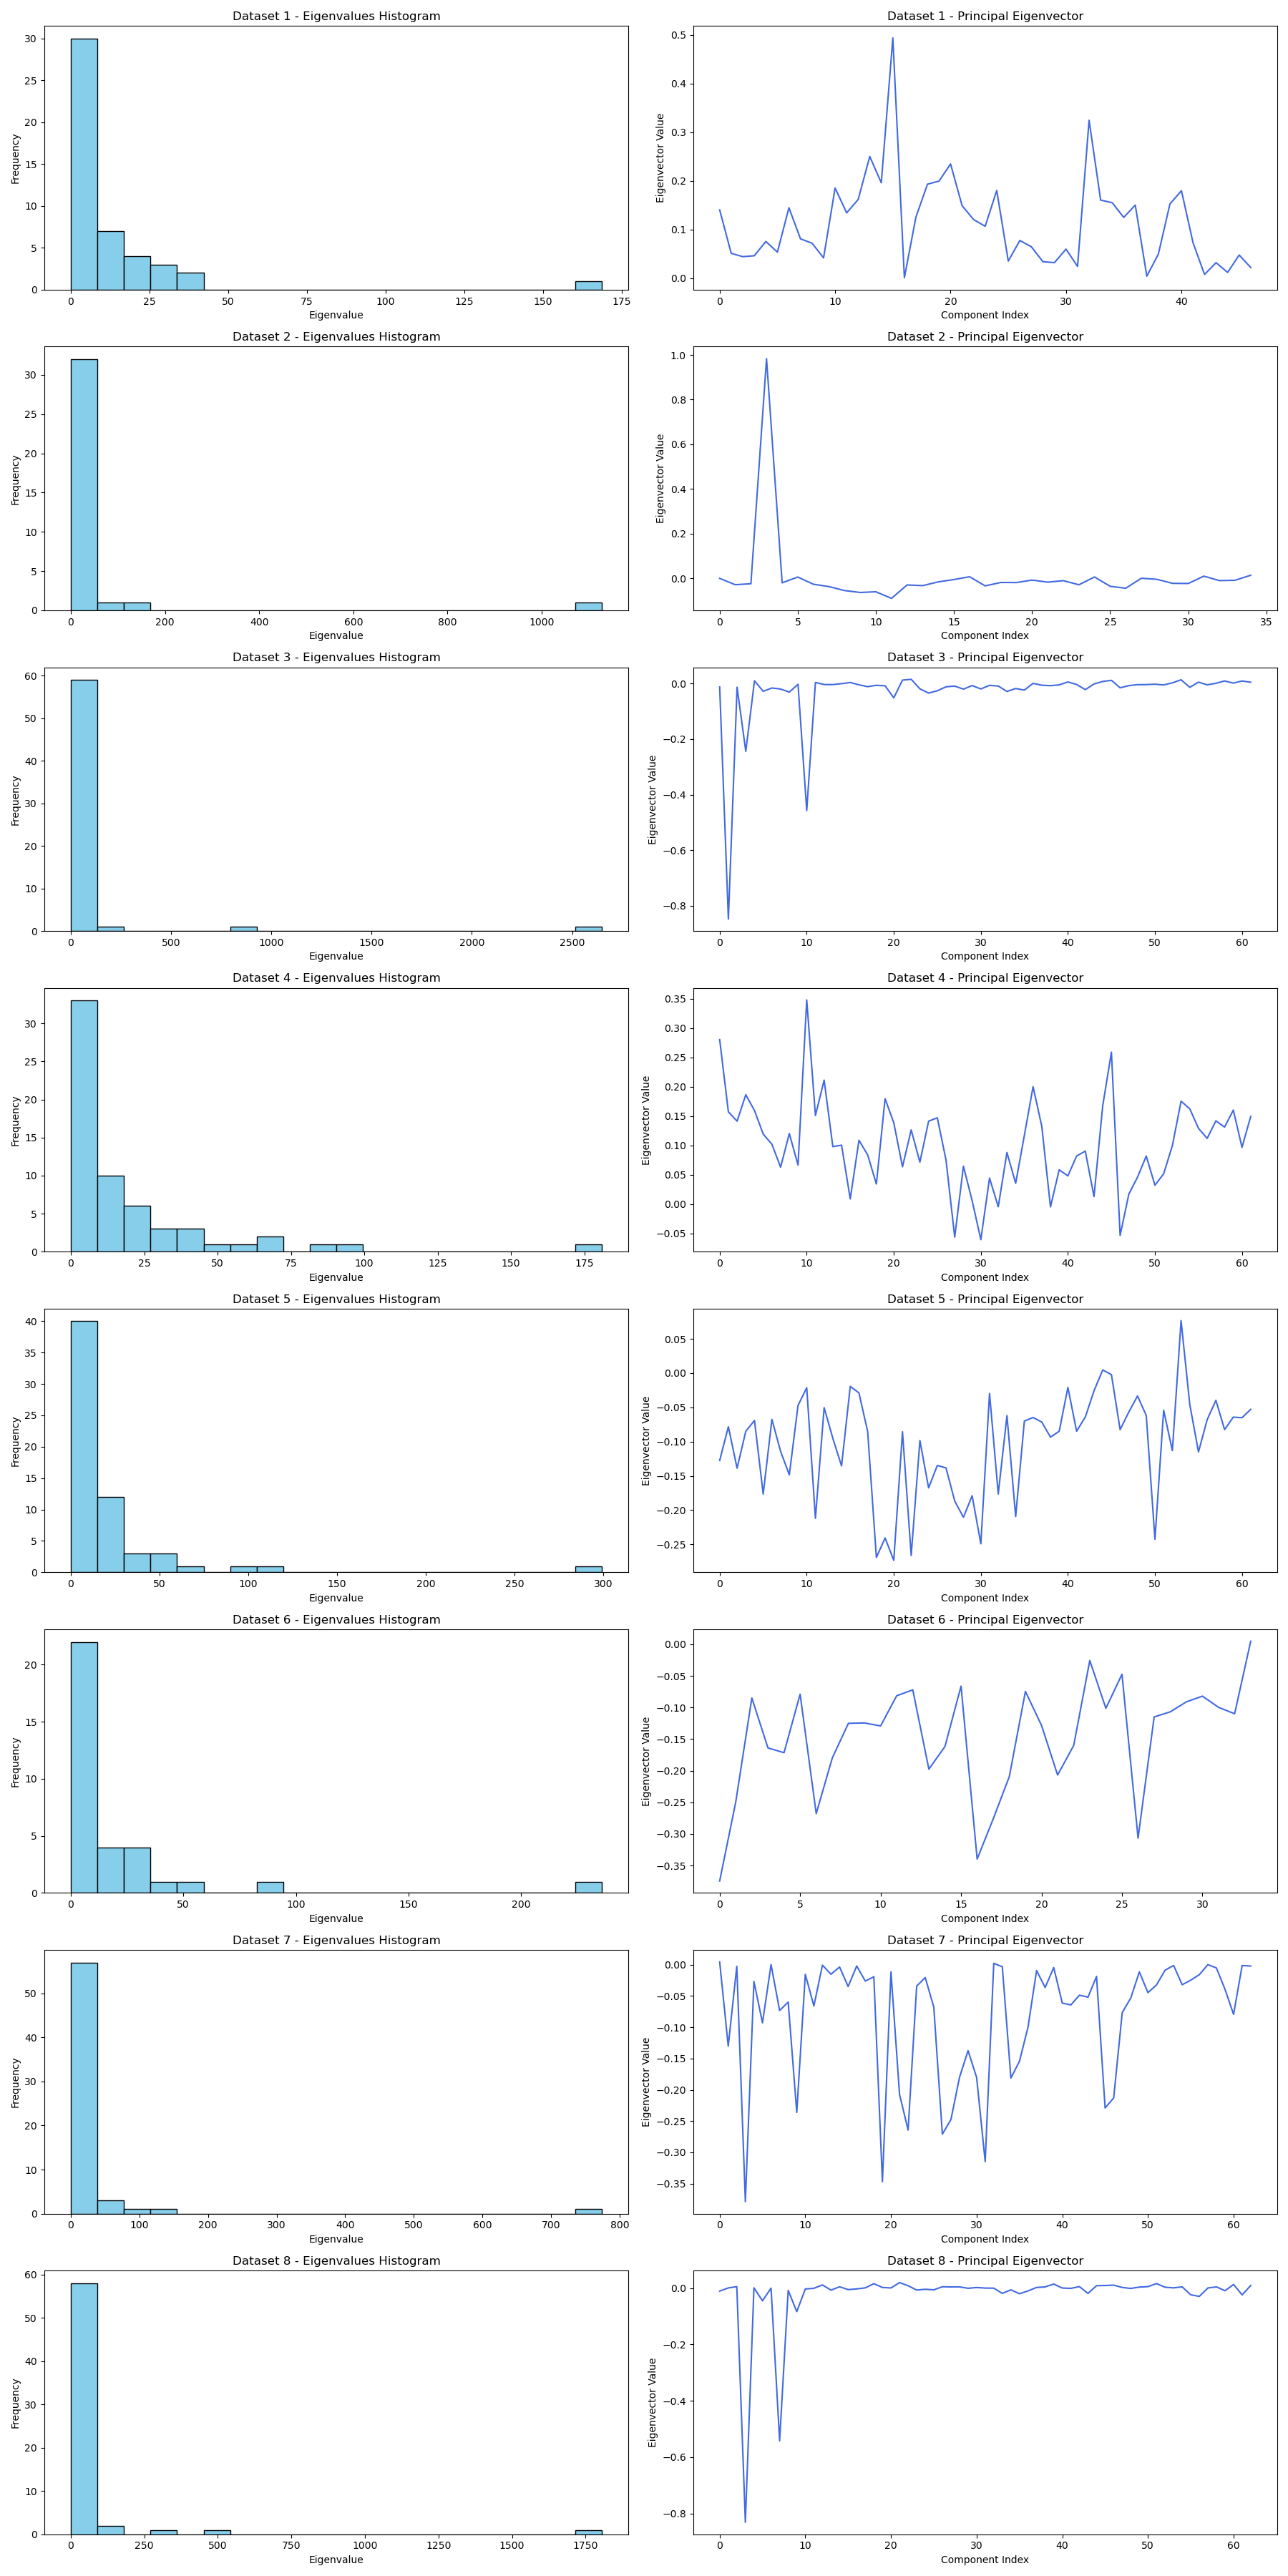 Dataset 1 - Eigenvalues Histogram
Frequency
30
25
20
15
10
5
0
0 25 50 75 100 125 150 175
Eigenvalue
Dataset 1 - Principal Eigenvector
Eigenvector Value
0.5
0.4
0.3
0.2
0.1
0.0
0 10 20 30 40
Component Index
Dataset 2 - Eigenvalues Histogram
Frequency
30
25
20
15
10
5
0
0 200 400 600 800 1000
Eigenvalue
Dataset 2 - Principal Eigenvector
Eigenvector Value
1.0
0.8
0.6
0.4
0.2
0.0
0 5 10 15 20 25 30 35
Component Index
Dataset 3 - Eigenvalues Histogram
Frequency
60
50
40
30
20
10
0
0 500 1000 1500 2000 2500
Eigenvalue
Dataset 3 - Principal Eigenvector
Eigenvector Value
0.0
−0.2
−0.4
−0.6
−0.8
0 10 20 30 40 50 60
Component Index
Dataset 4 - Eigenvalues Histogram
Frequency
30
25
20
15
10
5
0
0 25 50 75 100 125 150 175
Eigenvalue
Dataset 4 - Principal Eigenvector
Eigenvector Value
0.35
0.30
0.25
0.20
0.15
0.10
0.05
0.00
−0.05
0 10 20 30 40 50 60
Component Index
Dataset 5 - Eigenvalues Histogram
Frequency
40
35
30
25
20
15
10
5
0
0 50 100 150 200 250 300
Eigenvalue
Dataset 5 - Principal Eigenvector
Eigenvector Value
0.05
0.00
−0.05
−0.10
−0.15
−0.20
−0.25
0 10 20 30 40 50 60
Component Index
Dataset 6 - Eigenvalues Histogram
Frequency
20
15
10
5
0
0 50 100 150 200
Eigenvalue
Dataset 6 - Principal Eigenvector
Eigenvector Value
0.00
−0.05
−0.10
−0.15
−0.20
−0.25
−0.30
−0.35
0 5 10 15 20 25 30
Component Index
Dataset 7 - Eigenvalues Histogram
Frequency
50
40
30
20
10
0
0 100 200 300 400 500 600 700 800
Eigenvalue
Dataset 7 - Principal Eigenvector
Eigenvector Value
0.00
−0.05
−0.10
−0.15
−0.20
−0.25
−0.30
−0.35
0 10 20 30 40 50 60
Component Index
Dataset 8 - Eigenvalues Histogram
Frequency
60
50
40
30
20
10
0
0 250 500 750 1000 1250 1500 1750
Eigenvalue
Dataset 8 - Principal Eigenvector
Eigenvector Value
0.0
−0.2
−0.4
−0.6
−0.8
0 10 20 30 40 50 60
Component Index